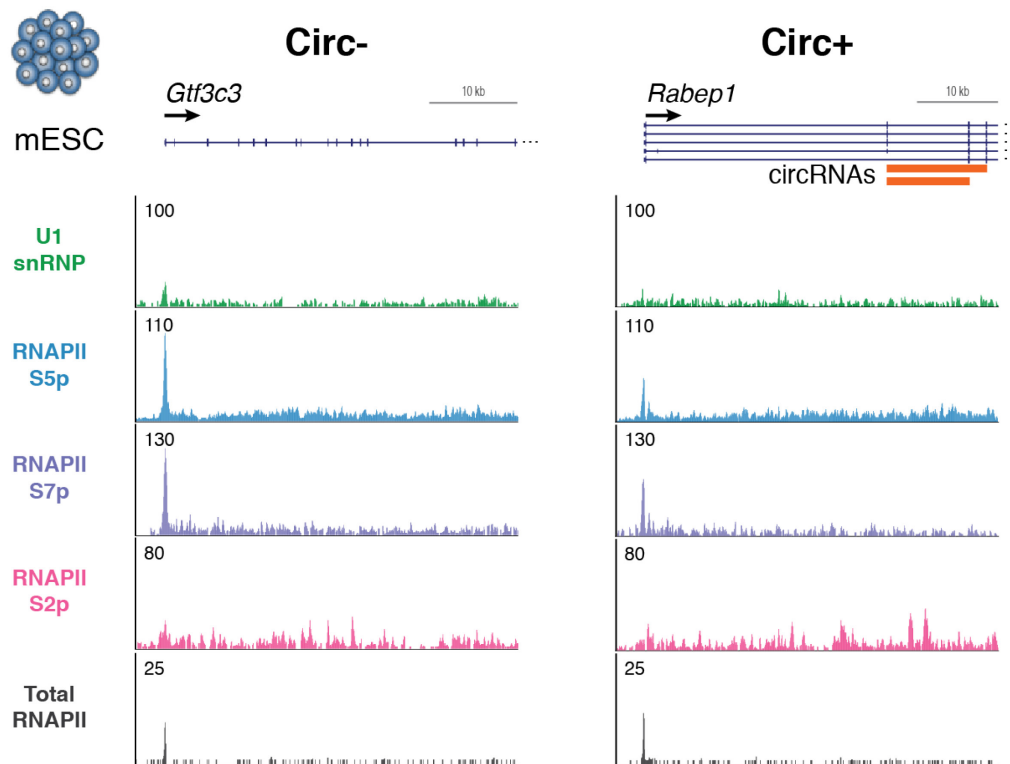 Circ-
Circ+
mESC
Gtf3c3
10 kb
Rabep1
10 kb
circRNAs
U1
snRNP
100
100
RNAPII
S5p
110
110
RNAPII
S7p
130
130
RNAPII
S2p
80
80
Total
RNAPII
25
25